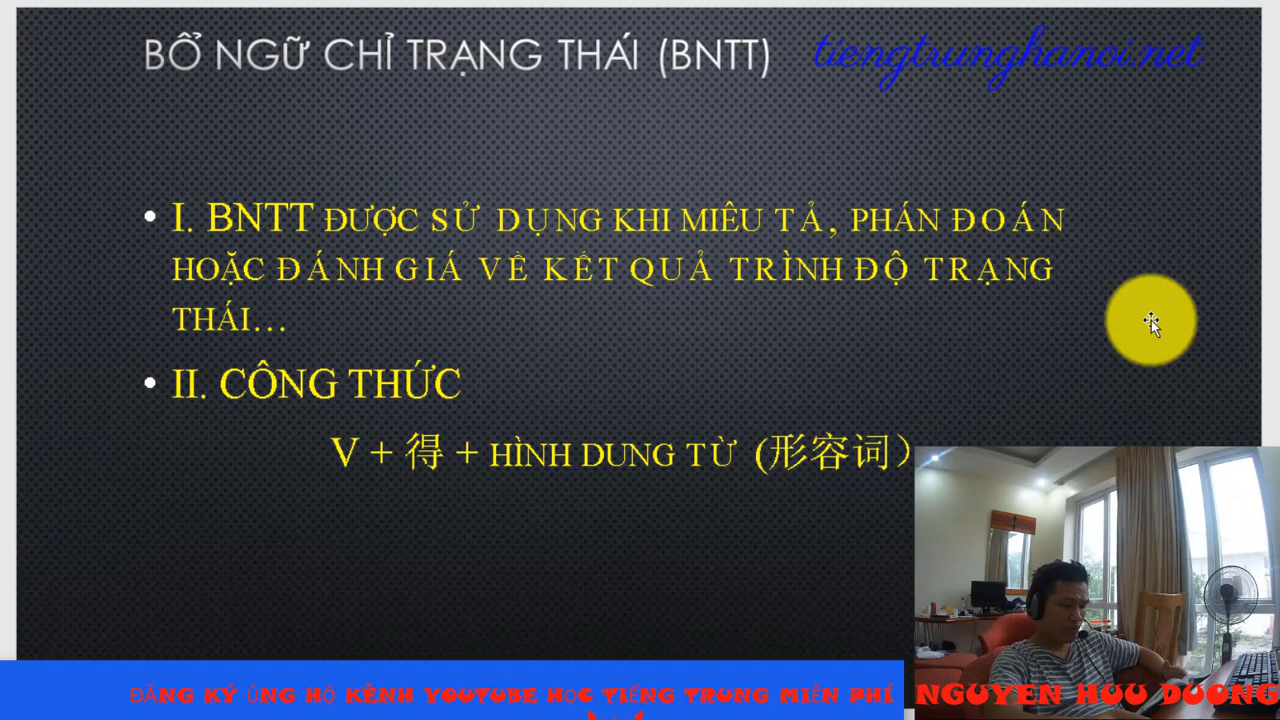 BỔ NGỮ CHỈ TRẠNG THÁI (BNTT)
tiengtrunghanoi.net
• I. BNTT ĐƯỢC SỬ DỤNG KHI MIÊU TẢ, PHÁN ĐOÁN
HOẶC ĐÁNH GIÁ VỀ KẾT QUẢ TRÌNH ĐỘ TRẠNG
THÁI…
• II. CÔNG THỨC
V + 得 + HÌNH DUNG TỪ (形容词）
ĐĂNG KÝ ỦNG HỘ KÊNH YOUTUBE HỌC TIẾNG TRUNG MIỄN PHÍ
NGUYEN HUU DUONG